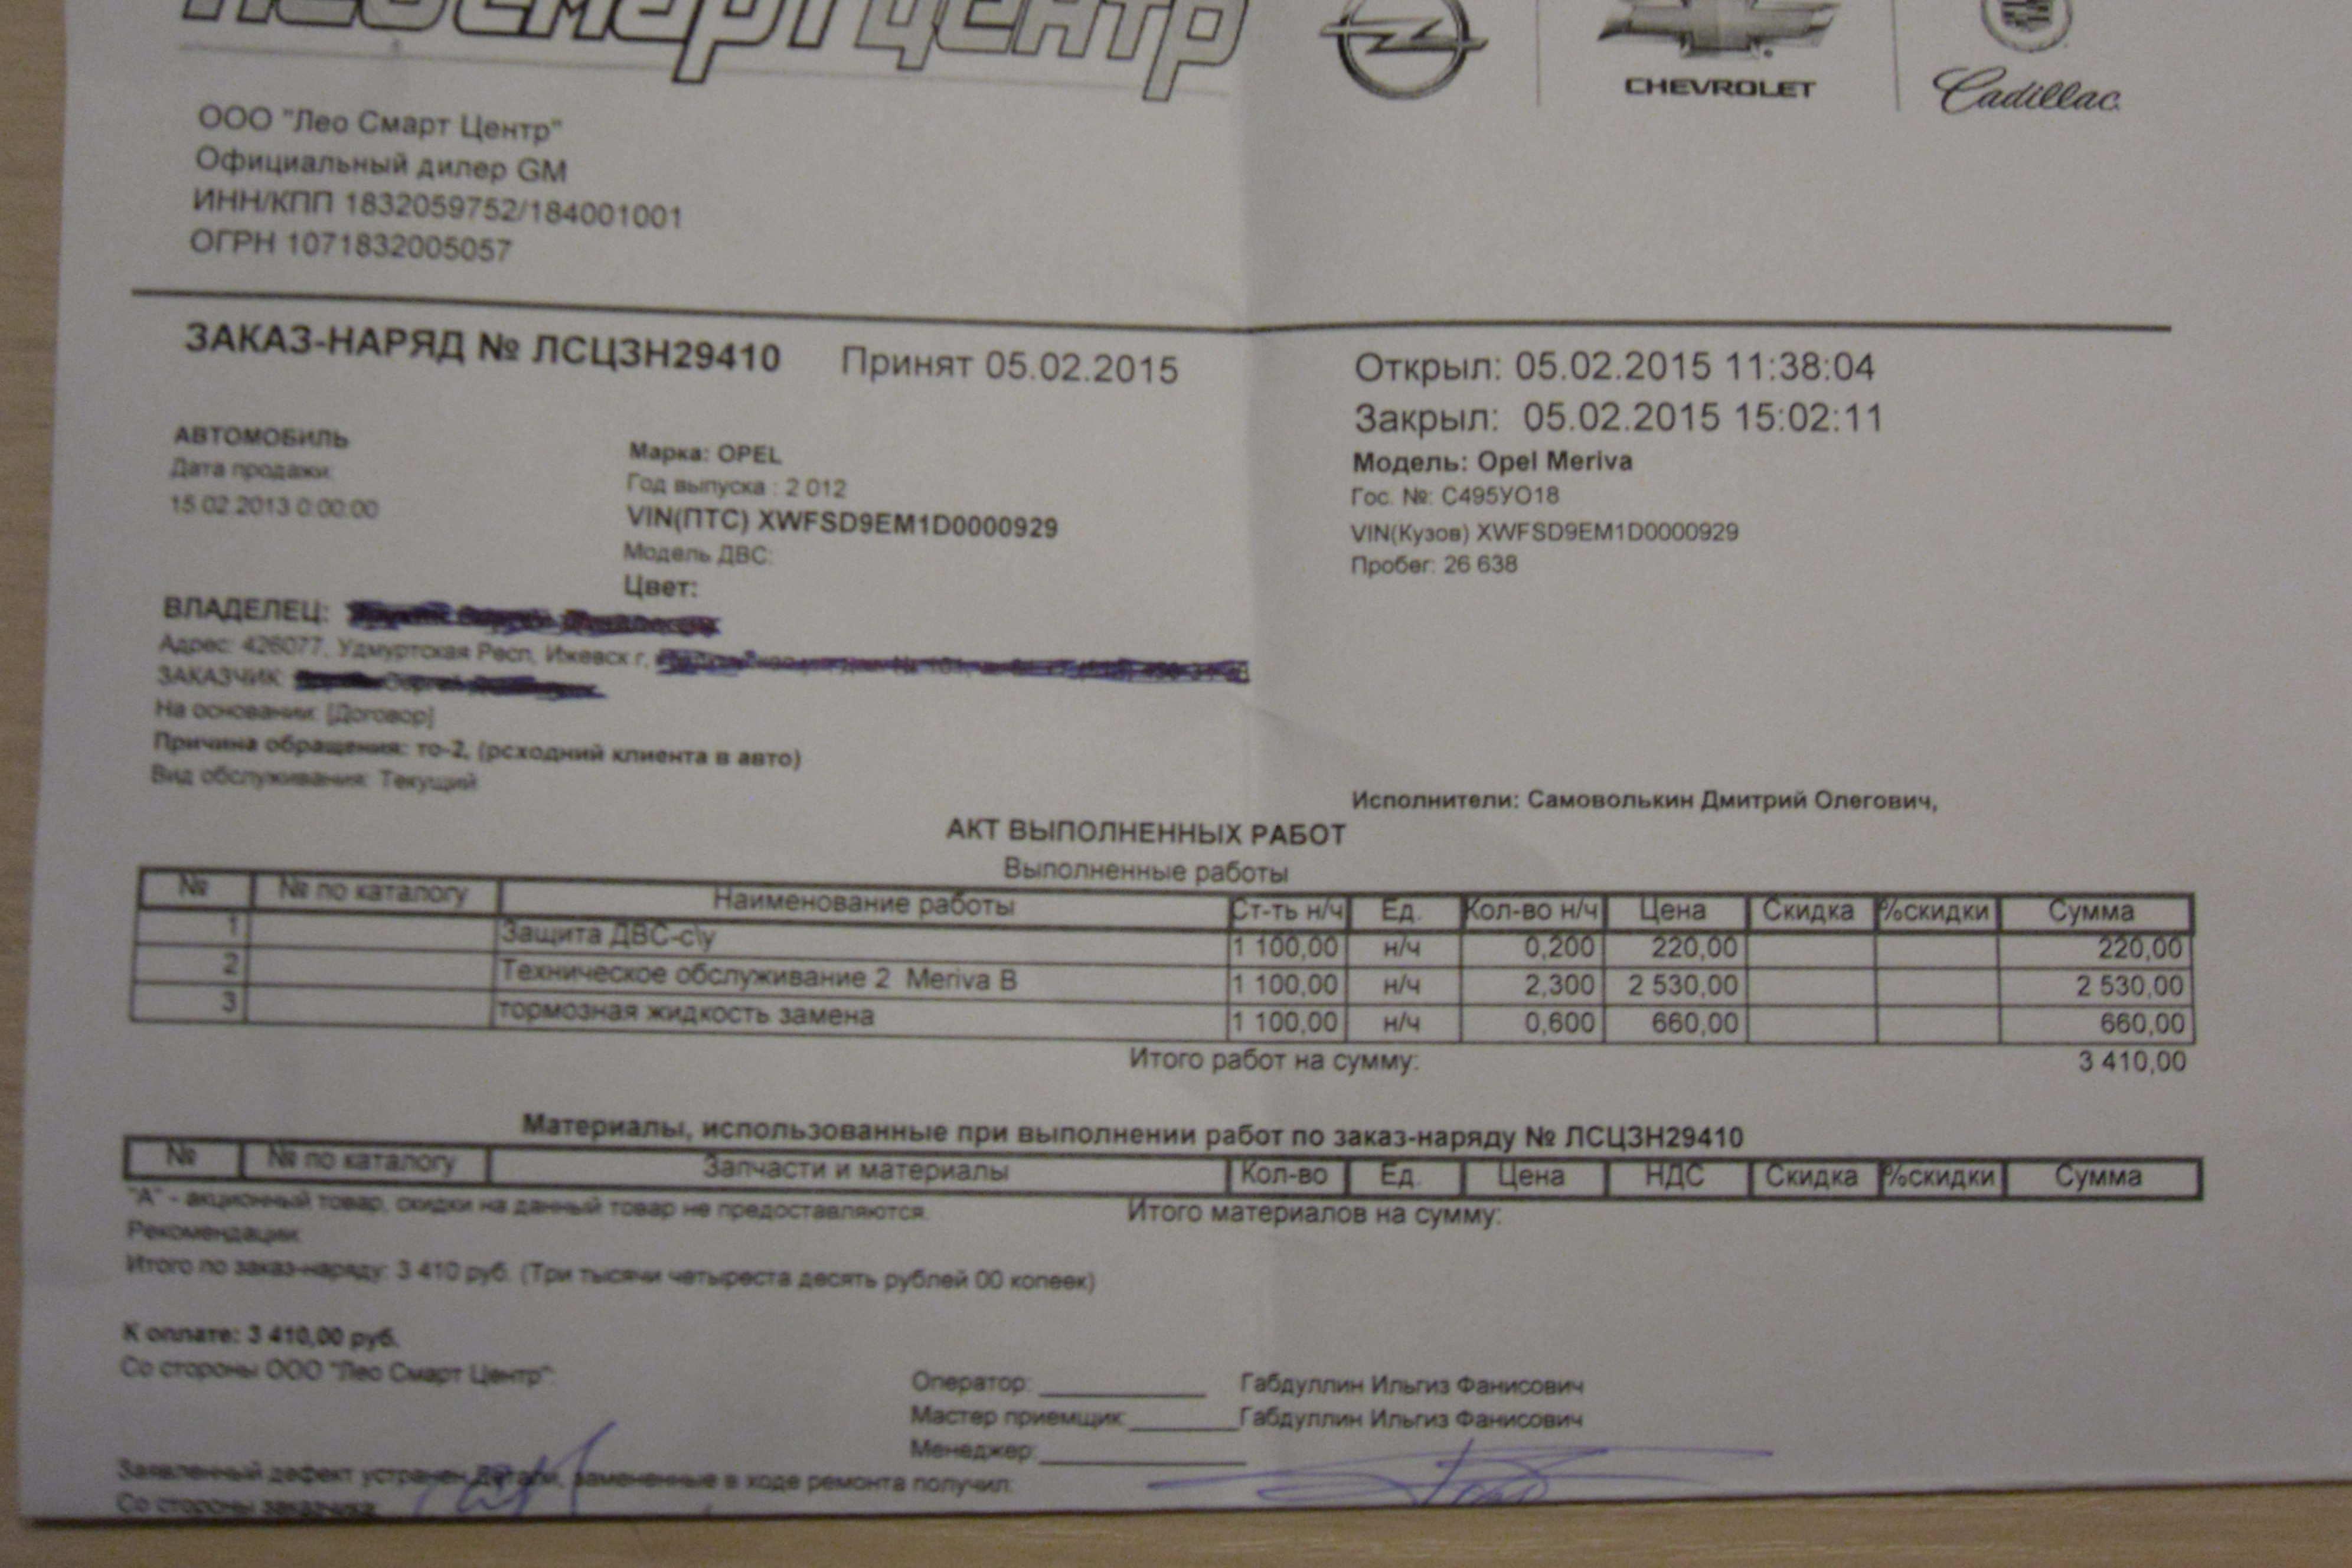 ЛЕОСМАРТЦЕНТР
CHEVROLET
Cadillac
ООО "Лео Смарт Центр"
Официальный дилер GM
ИНН/КПП 1832059752/184001001
ОГРН 1071832005057
ЗАКАЗ-НАРЯД № ЛСЦЗН29410 Принят 05.02.2015 Открыл: 05.02.2015 11:38:04
Закрыл: 05.02.2015 15:02:11
АВТОМОБИЛЬ Марка: OPEL Модель: Opel Meriva
Дата продажи: Год выпуска : 2 012 Гос. №: С495УО18
15.02.2013 0:00:00 VIN(ПТС) XWFSD9EM1D0000929 VIN(Кузов) XWFSD9EM1D0000929
Модель ДВС: Пробег: 26 638
Цвет:
ВЛАДЕЛЕЦ:
Адрес: 426077, Удмуртская Респ, Ижевск г,
ЗАКАЗЧИК:
На основании: [Договор]
Причина обращения: то-2, (рсходний клиента в авто)
Вид обслуживания: Текущий
Исполнители: Самоволькин Дмитрий Олегович,
АКТ ВЫПОЛНЕННЫХ РАБОТ
Выполненные работы
№ № по каталогу Наименование работы Ст-ть н/ч Ед. Кол-во н/ч Цена Скидка %скидки Сумма
1 Защита ДВС-с\у 1 100,00 н/ч 0,200 220,00 220,00
2 Техническое обслуживание 2 Meriva B 1 100,00 н/ч 2,300 2 530,00 2 530,00
3 тормозная жидкость замена 1 100,00 н/ч 0,600 660,00 660,00
Итого работ на сумму: 3 410,00
Материалы, использованные при выполнении работ по заказ-наряду № ЛСЦЗН29410
№ № по каталогу Запчасти и материалы Кол-во Ед. Цена НДС Скидка %скидки Сумма
"А" - акционный товар, скидки на данный товар не предоставляются. Итого материалов на сумму:
Рекомендации:
Итого по заказ-наряду: 3 410 руб. (Три тысячи четыреста десять рублей 00 копеек)
К оплате: 3 410,00 руб.
Со стороны ООО "Лео Смарт Центр":
Оператор: Габдуллин Ильгиз Фанисович
Мастер приемщик: Габдуллин Ильгиз Фанисович
Менеджер:
Заявленный дефект устранен. Детали, замененные в ходе ремонта получил:
Со стороны заказчика